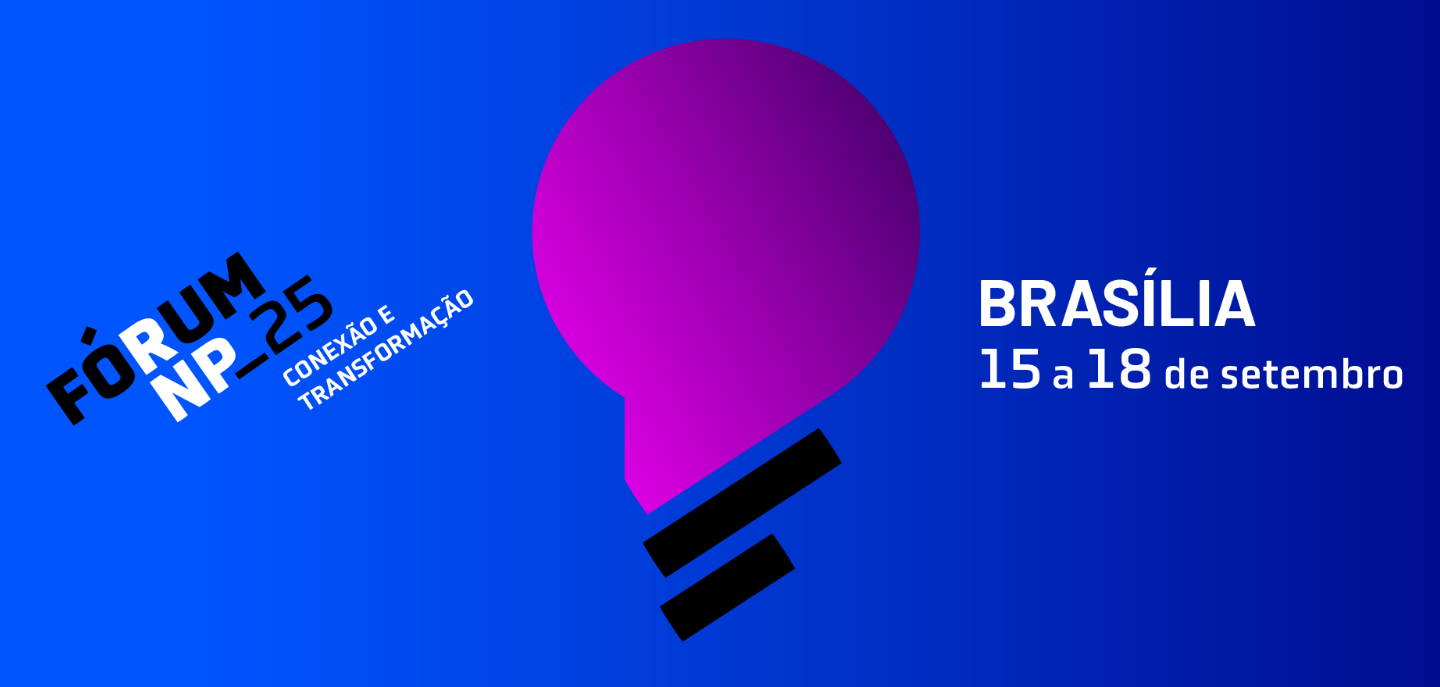 FÓRUM
NP_25
CONEXÃO E
TRANSFORMAÇÃO
BRASÍLIA
15 a 18 de setembro